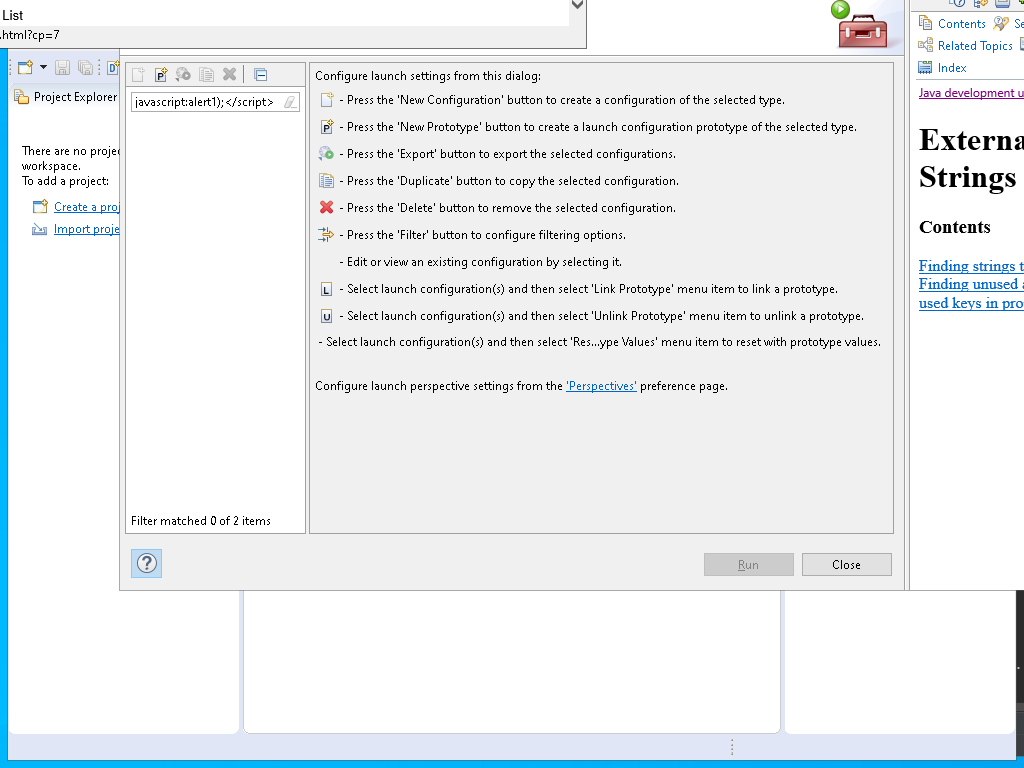 List
.html?cp=7
Project Explorer
There are no
workspace.
To add a project:
Create a
Import
javascript:alert1);</script>
Filter matched 0 of 2 items
Configure launch settings from this dialog:
- Press the 'New Configuration' button to create a configuration of the selected type.
P - Press the 'New Prototype' button to create a launch configuration prototype of the selected type.
- Press the 'Export' button to export the selected configurations.
- Press the 'Duplicate' button to copy the selected configuration.
- Press the 'Delete' button to remove the selected configuration.
- Press the 'Filter' button to configure filtering options.
- Edit or view an existing configuration by selecting it.
L - Select launch configuration(s) and then select 'Link Prototype' menu item to link a prototype.
U - Select launch configuration(s) and then select 'Unlink Prototype' menu item to unlink a prototype.
- Select launch configuration(s) and then select 'Res...ype Values' menu item to reset with prototype values.
Configure launch perspective settings from the 'Perspectives' preference page.
?
Run
Close
Contents
Related Topics
Index
Java development
Externa
Strings
Contents
Finding strings
Finding unused
used keys in